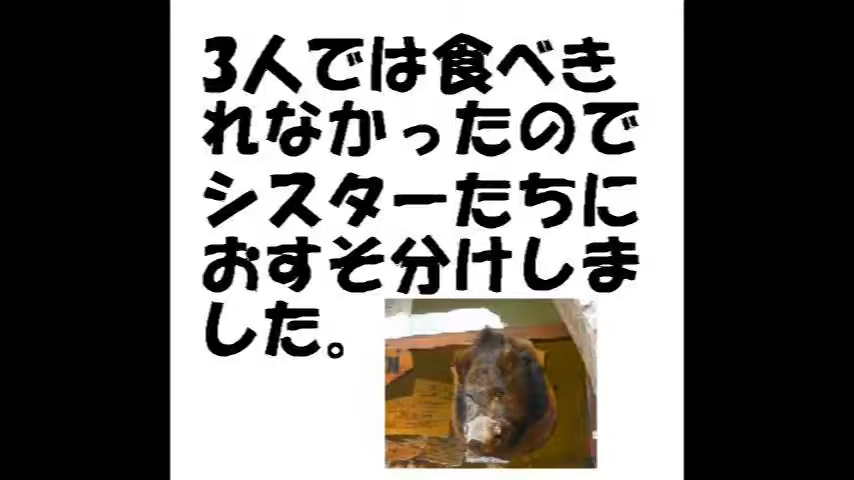 3人では食べき
れなかったので
シスターたちに
おすそ分けしま
した。